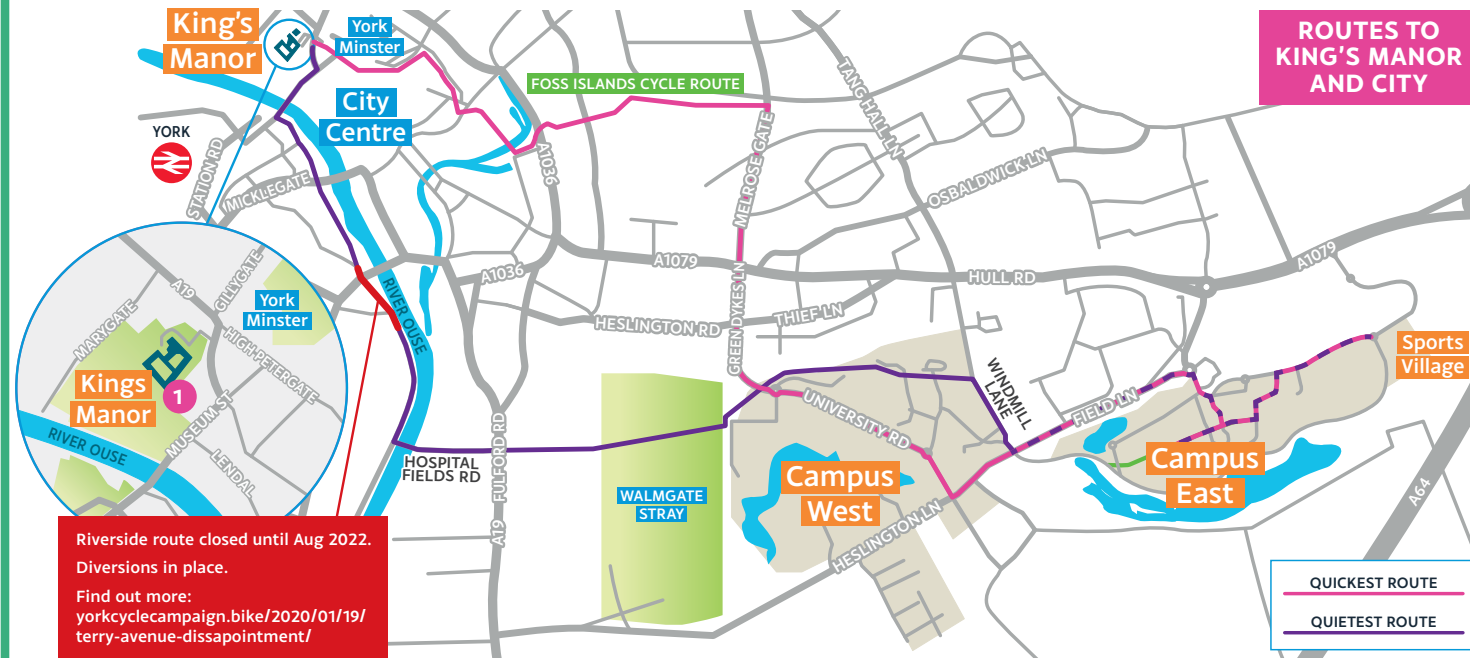 King's
Manor
York
Minster
ROUTES TO
KING'S MANOR
AND CITY
FOSS ISLANDS CYCLE ROUTE
City
Centre
YORK
STATION RD
MICKLEGATE
A1036
MELROSE GATE
TANG HALL LN
OSBALDWICK LN
A1036
A1079
HULL RD
A1079
RIVER OUSE
HESLINGTON RD
THIEF LN
GREEN DYKES LN
A19
GILLYGATE
York
Minster
MARYGATE
HIGH PETERGATE
Kings
Manor
1
MUSEUM ST
RIVER OUSE
LENDAL
Sports
Village
WINDMILL
LANE
FIELD LN
UNIVERSITY RD
HOSPITAL
FIELDS RD
FULFORD RD
A19
WALMGATE
STRAY
Campus
West
Campus
East
HESLINGTON LN
A64
Riverside route closed until Aug 2022.
Diversions in place.
Find out more:
yorkcyclecampaign.bike/2020/01/19/
terry-avenue-dissapointment/
QUICKEST ROUTE
QUIETEST ROUTE